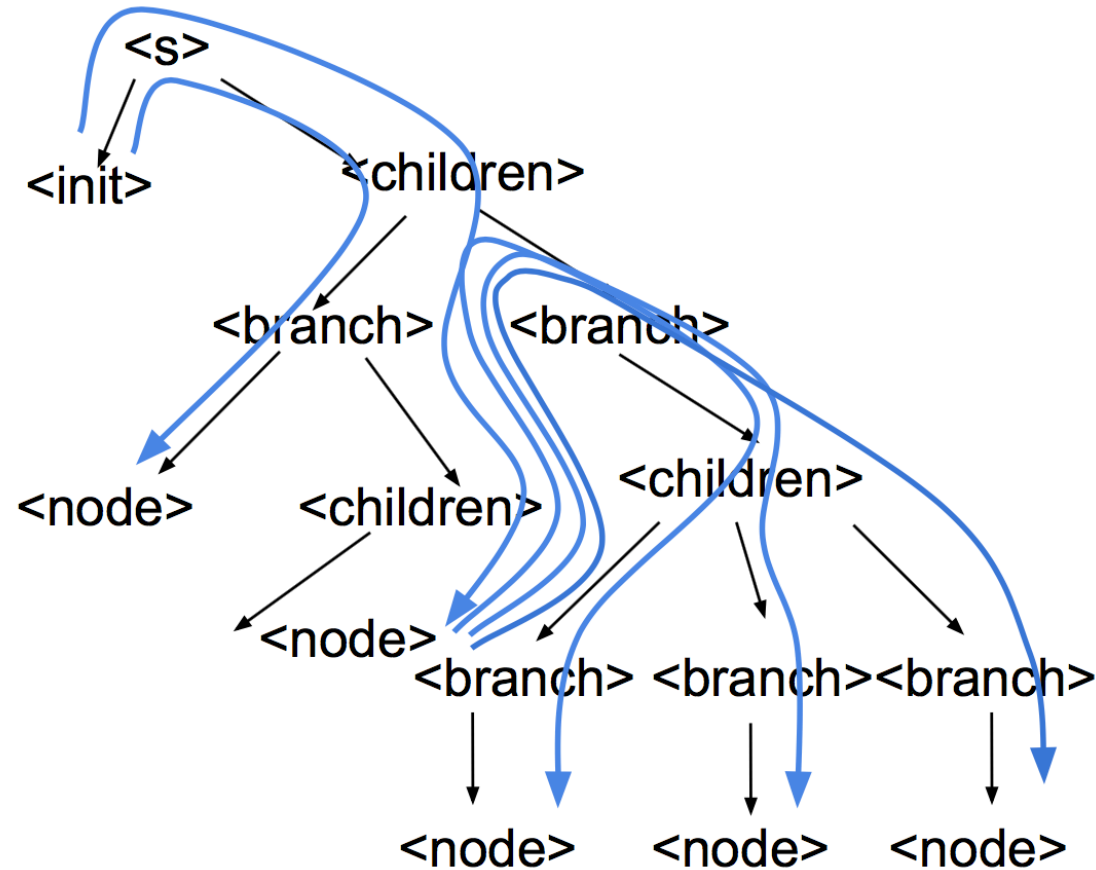 <s>
<init>
<children>
<branch> <branch>
<children>
<node> <children>
<node>
<branch> <branch> <branch>
<node> <node> <node>